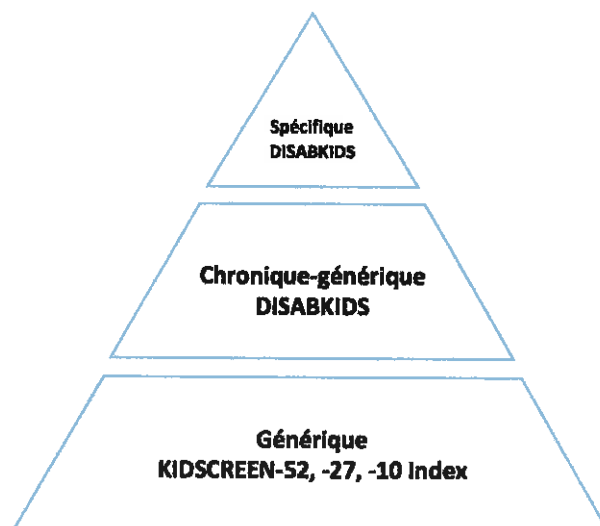 Spécifique
DISABKIDS
Chronique-générique
DISABKIDS
Générique
KIDSCREEN-52, -27, -10 Index